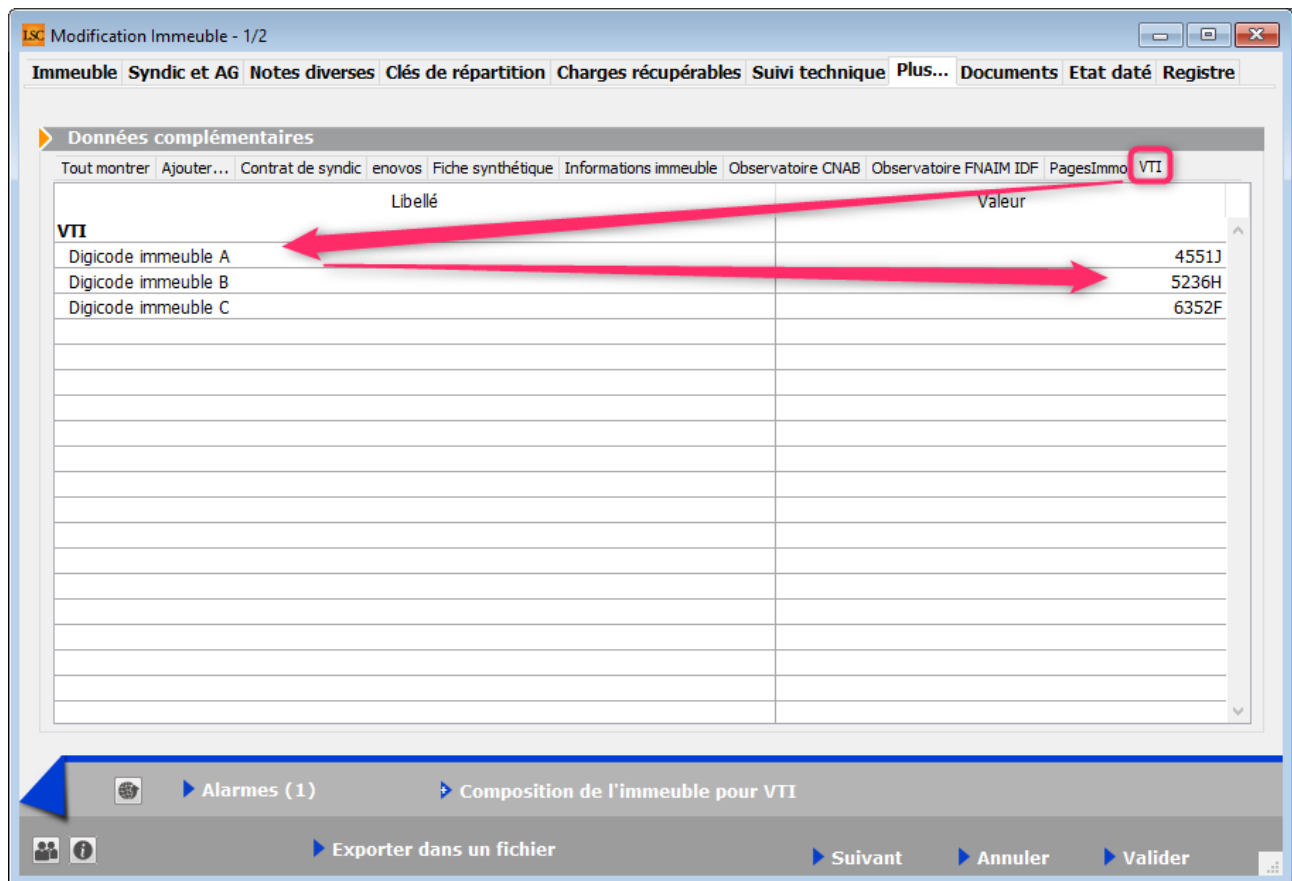 LSC Modification Immeuble - 1/2
Immeuble Syndic et AG Notes diverses Clés de répartition Charges récupérables Suivi technique Plus... Documents Etat daté Registre
Données complémentaires
Tout montrer Ajouter... Contrat de syndic enovos Fiche synthétique Informations immeuble Observatoire CNAB Observatoire FNAIM IDF PagesImmo VTI
Libellé Valeur
VTI
Digicode immeuble A 4551J
Digicode immeuble B 5236H
Digicode immeuble C 6352F
Alarmes (1) Composition de l'immeuble pour VTI
Exporter dans un fichier Suivant Annuler Valider